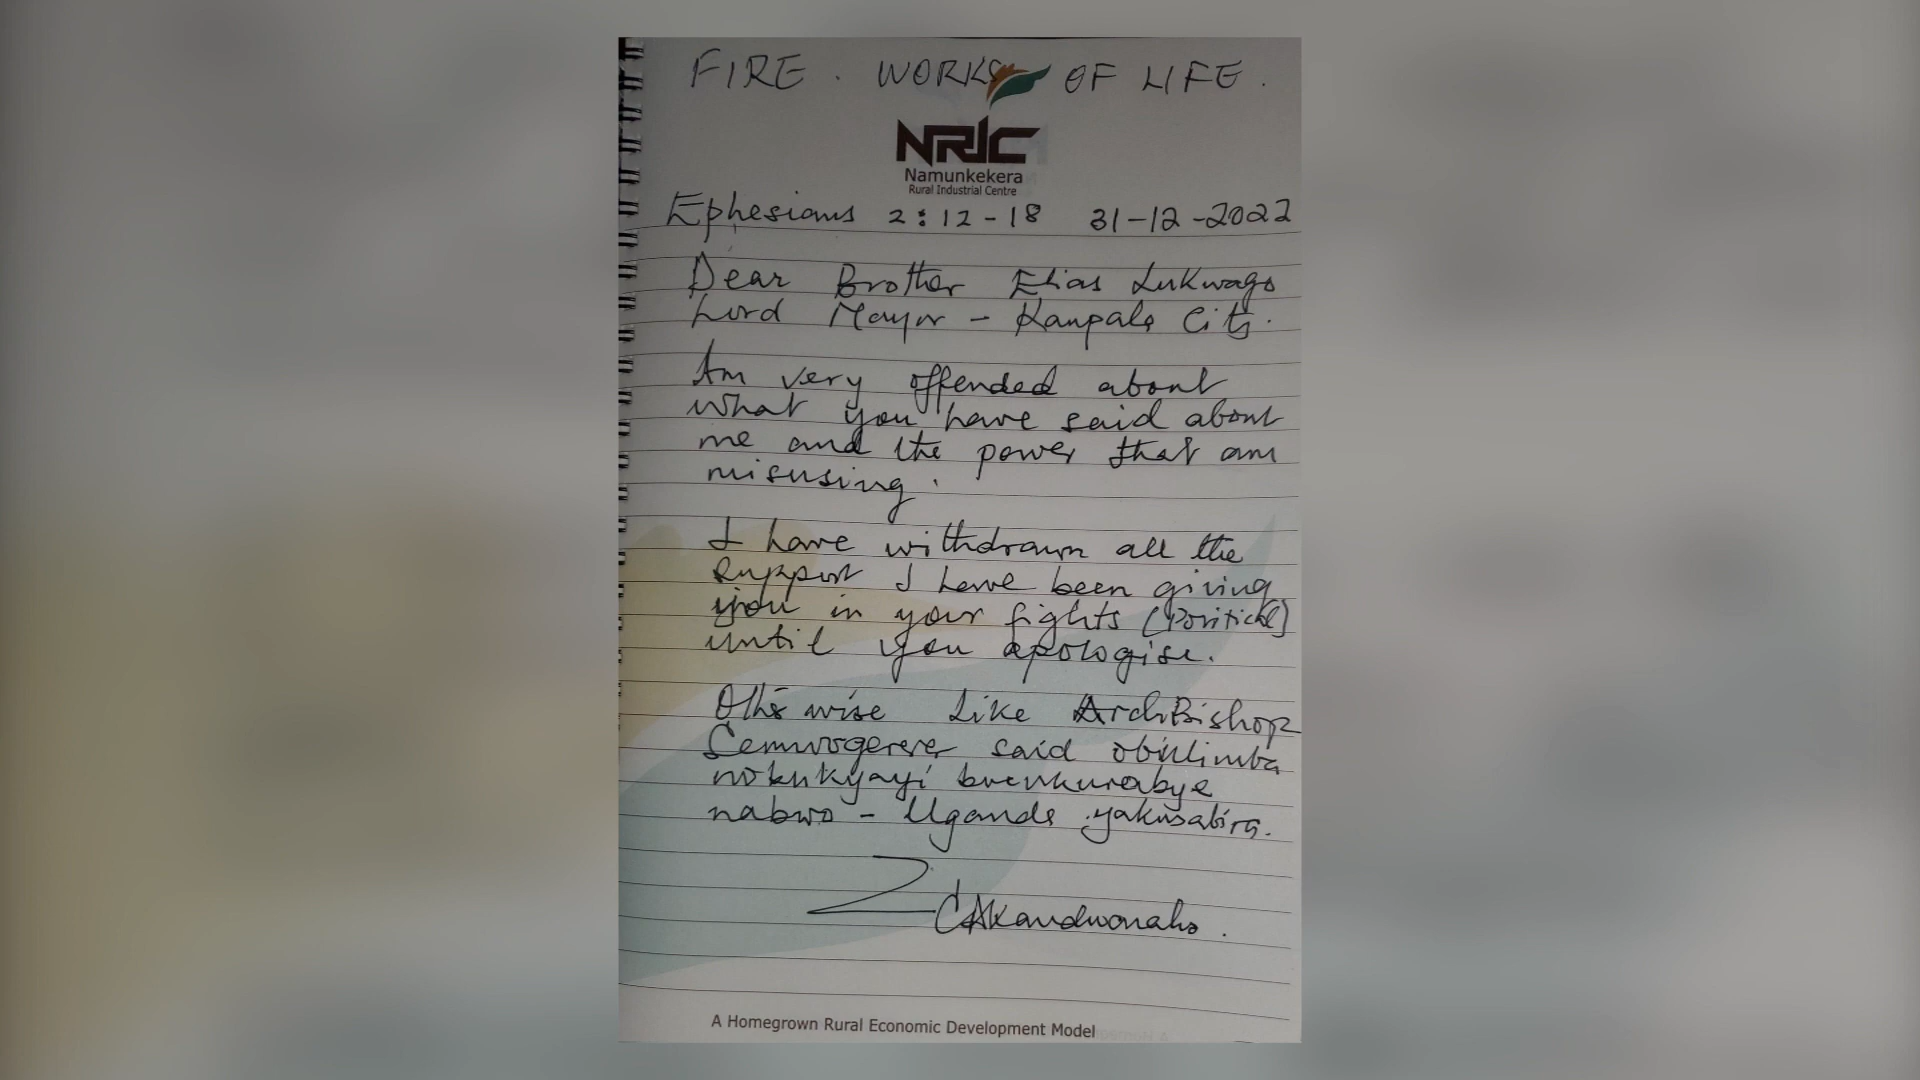 FIRE. WORKS OF LIFE.
NRIC
Namunkekera
Rural Industrial Centre
Ephesians 2:12-18 31-12-2022
Dear Brother Elias Lukwago
Lord Mayor - Kampala City.
Am very offended about
what you have said about
me and the power that am
misusing.
I have withdrawn all the
support I have been giving
you in your fights (Political)
until you apologise.
Otherwise Like ArchBishop
said
nabwo - Uganda
CAKandwonaho.
A Homegrown Rural Economic Development Model